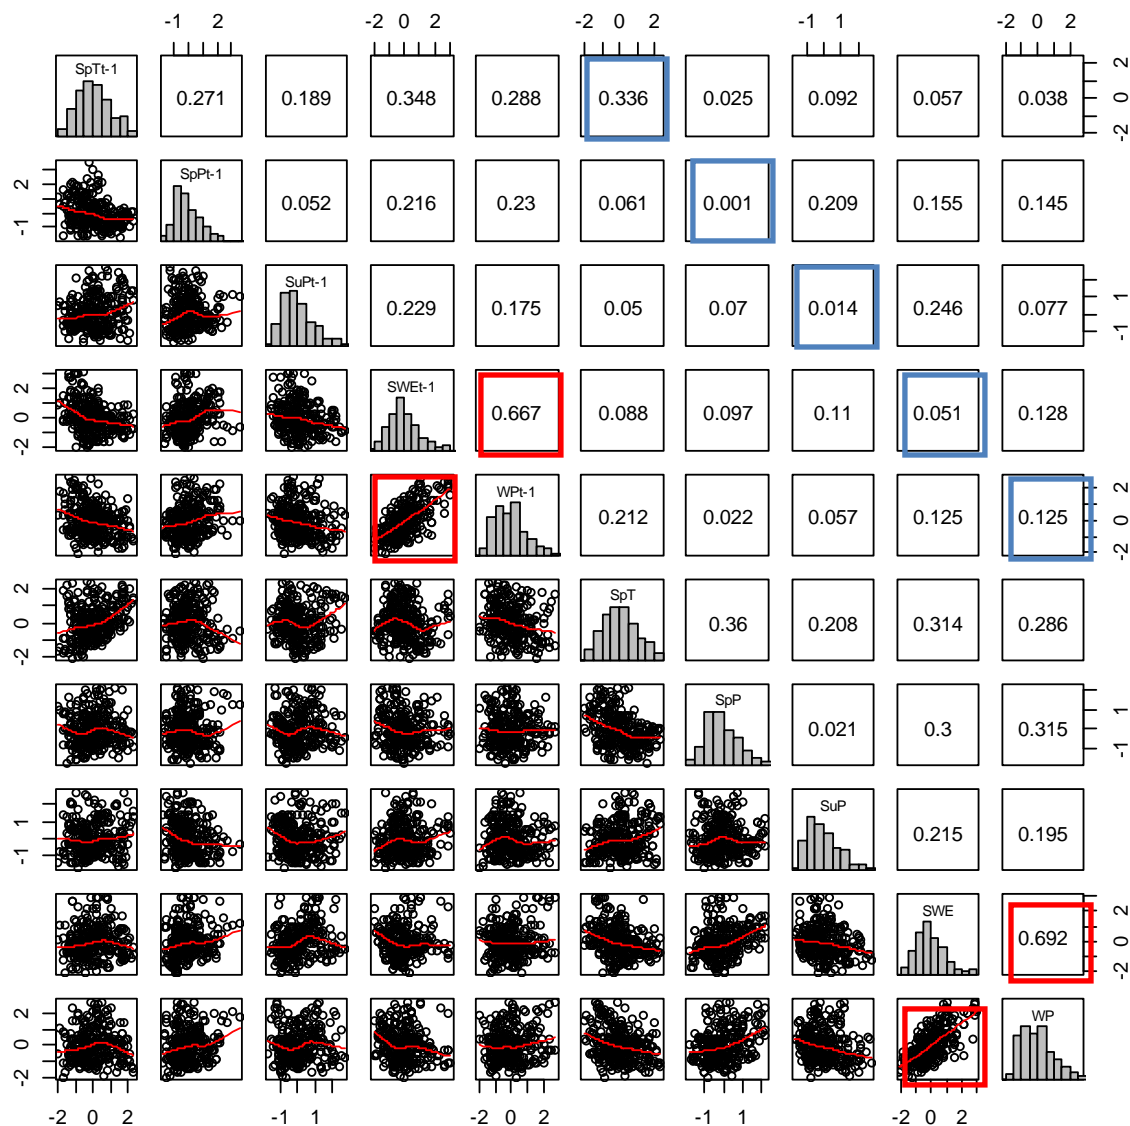 -1 1 -2 0 2 -1 1 -2 0 2
SpTt-1 0.271 0.189 0.348 0.288 0.336 0.025 0.092 0.057 0.038 -2 0 2
-1 2 SpPt-1 0.052 0.216 0.23 0.061 0.001 0.209 0.155 0.145
SuPt-1 0.229 0.175 0.05 0.07 0.014 0.246 0.077 -1 1
-2 0 2 SWEt-1 0.667 0.088 0.097 0.11 0.051 0.128
WPt-1 0.212 0.022 0.057 0.125 0.125 -2 0 2
-2 0 2 SpT 0.36 0.208 0.314 0.286
SpP 0.021 0.3 0.315 -1 1
-1 1 SuP 0.215 0.195
SWE 0.692 -2 0 2
-2 0 2 WP
-2 0 2 -1 1 -2 0 2 -1 1 -2 0 2